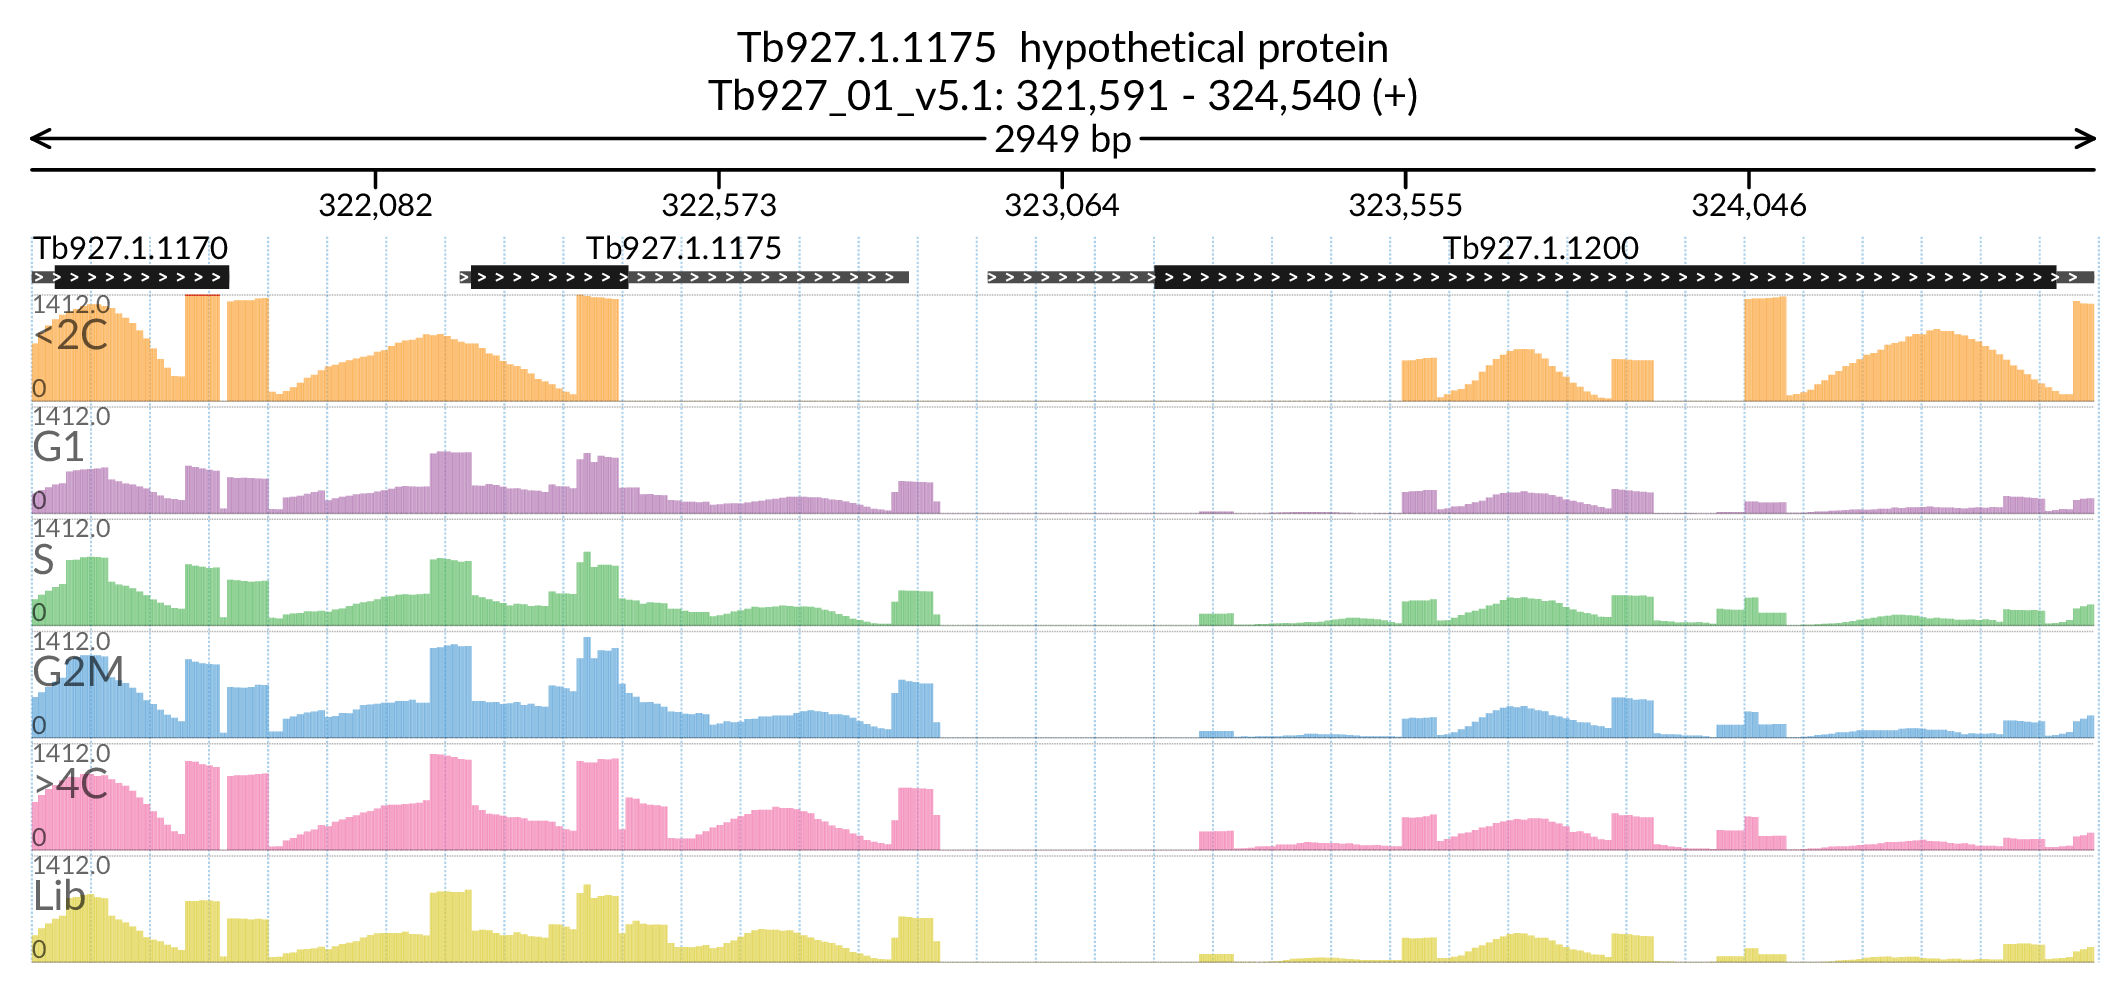 Tb927.1.1175 hypothetical protein
Tb927_01_v5.1: 321,591 - 324,540 (+)
2949 bp
322,082 322,573 323,064 323,555 324,046
Tb927.1.1170 Tb927.1.1175 Tb927.1.1200
1412.0
<2C
0
1412.0
G1
0
1412.0
S
0
1412.0
G2M
0
1412.0
>4C
0
1412.0
Lib
0